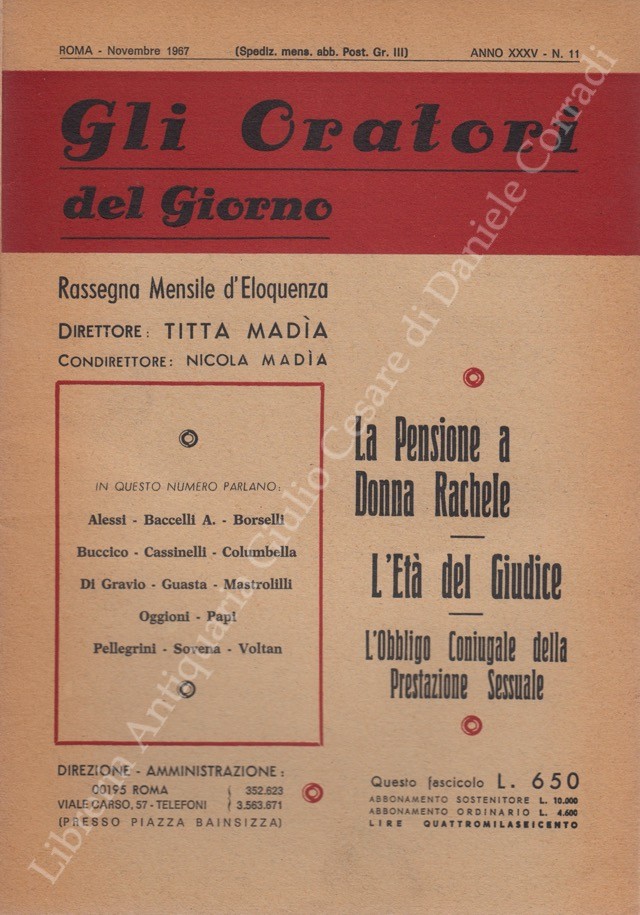 ROMA - Novembre 1967 (Spediz. mens. abb. Post. Gr. III) ANNO XXXV - N. 11
Gli Oratori
del Giorno
Rassegna Mensile d'Eloquenza
DIRETTORE: TITTA MADÌA
CONDIRETTORE: NICOLA MADÌA
IN QUESTO NUMERO PARLANO:
Alessi - Baccelli A. - Borselli
Buccico - Cassinelli - Columbella
Di Gravio - Guasta - Mastrolilli
Oggioni - Papi
Pellegrini - Sovena - Voltan
La Pensione a
Donna Rachele
L'Età del Giudice
L'Obbligo Coniugale della
Prestazione Sessuale
DIREZIONE - AMMINISTRAZIONE:
00195 ROMA 352.623
VIALE CARSO, 57 - TELEFONI 3.563.671
(PRESSO PIAZZA BAINSIZZA)
Questo fascicolo L. 650
ABBONAMENTO SOSTENITORE L. 10.000
ABBONAMENTO ORDINARIO L. 4.600
LIRE QUATTROMILASEICENTO
Libreria Antiquaria Giulio Cesare di Daniele Corradi